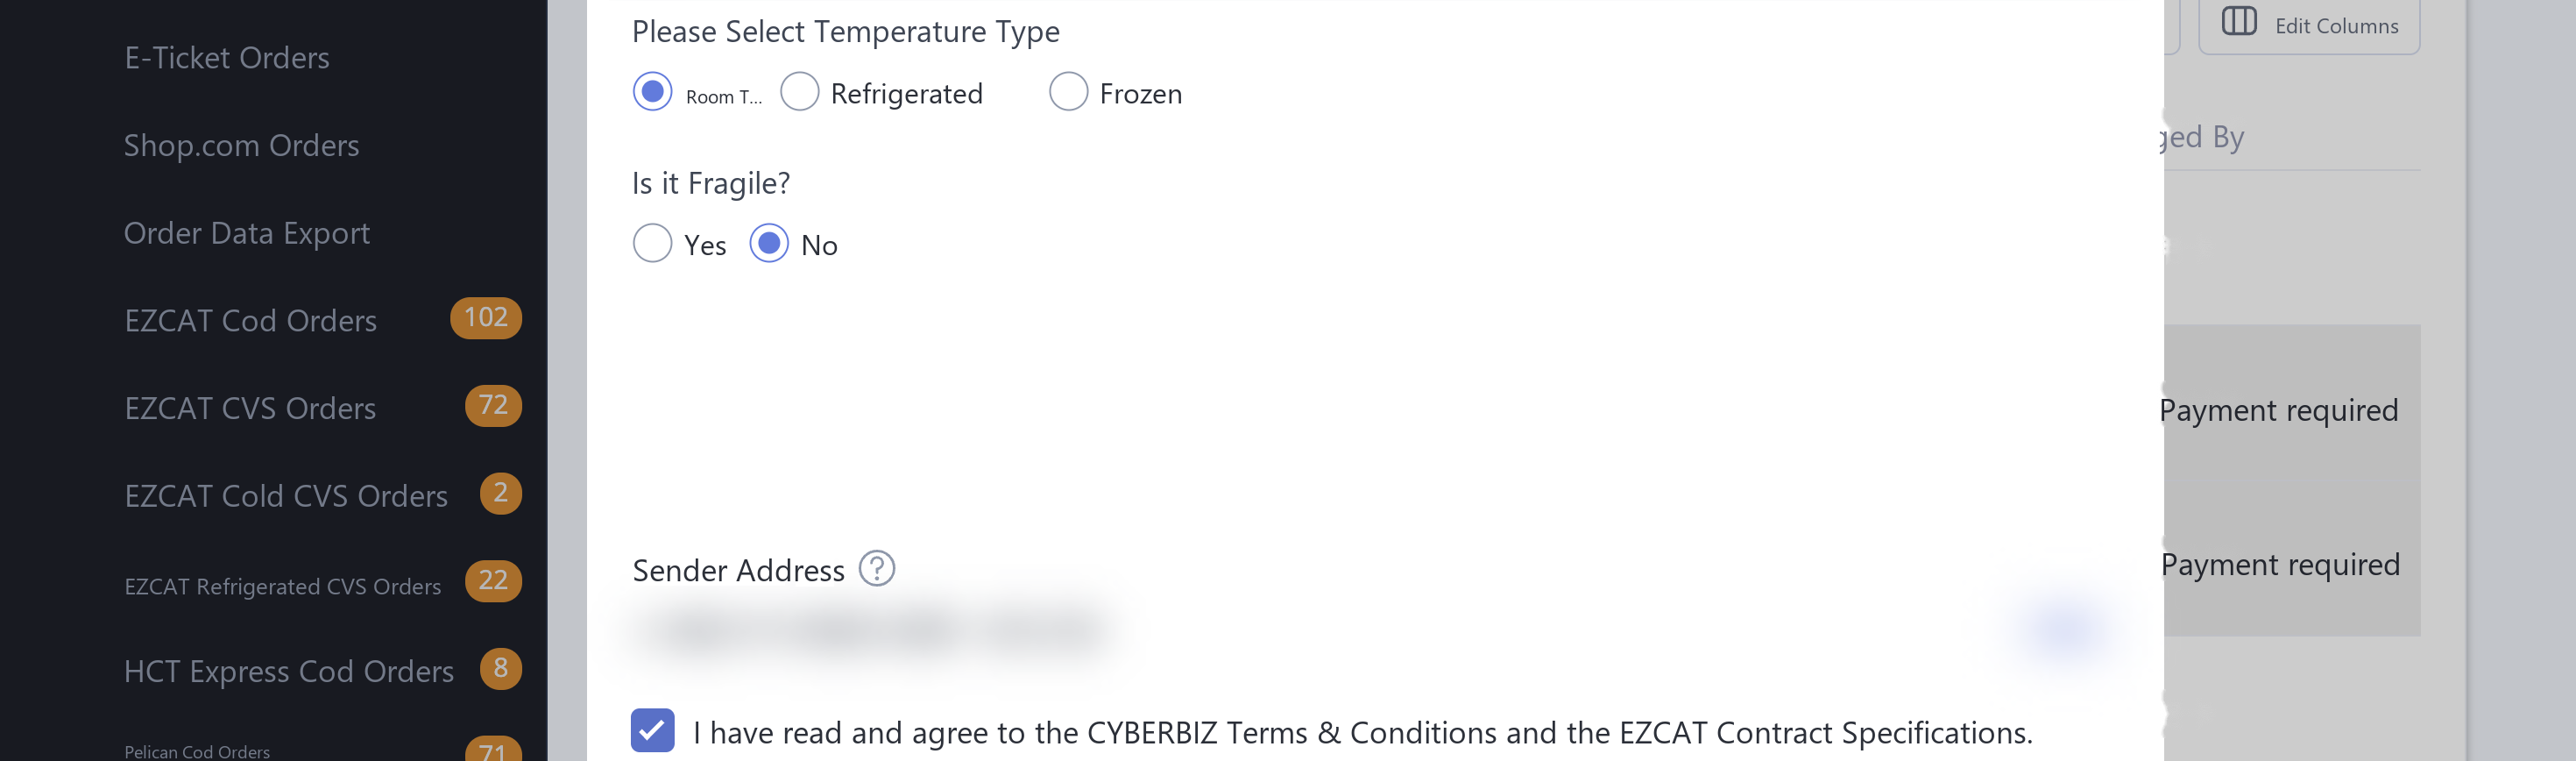 E-Ticket Orders
Shop.com Orders
Order Data Export
EZCAT Cod Orders 102
EZCAT CVS Orders 72
EZCAT Cold CVS Orders 2
EZCAT Refrigerated CVS Orders 22
HCT Express Cod Orders 8
Pelican Cod Orders 71
Please Select Temperature Type
Room T... Refrigerated Frozen
Is it Fragile?
Yes No
Sender Address ?
I have read and agree to the CYBERBIZ Terms & Conditions and the EZCAT Contract Specifications.
Edit Columns
ged By
Payment required
Payment required